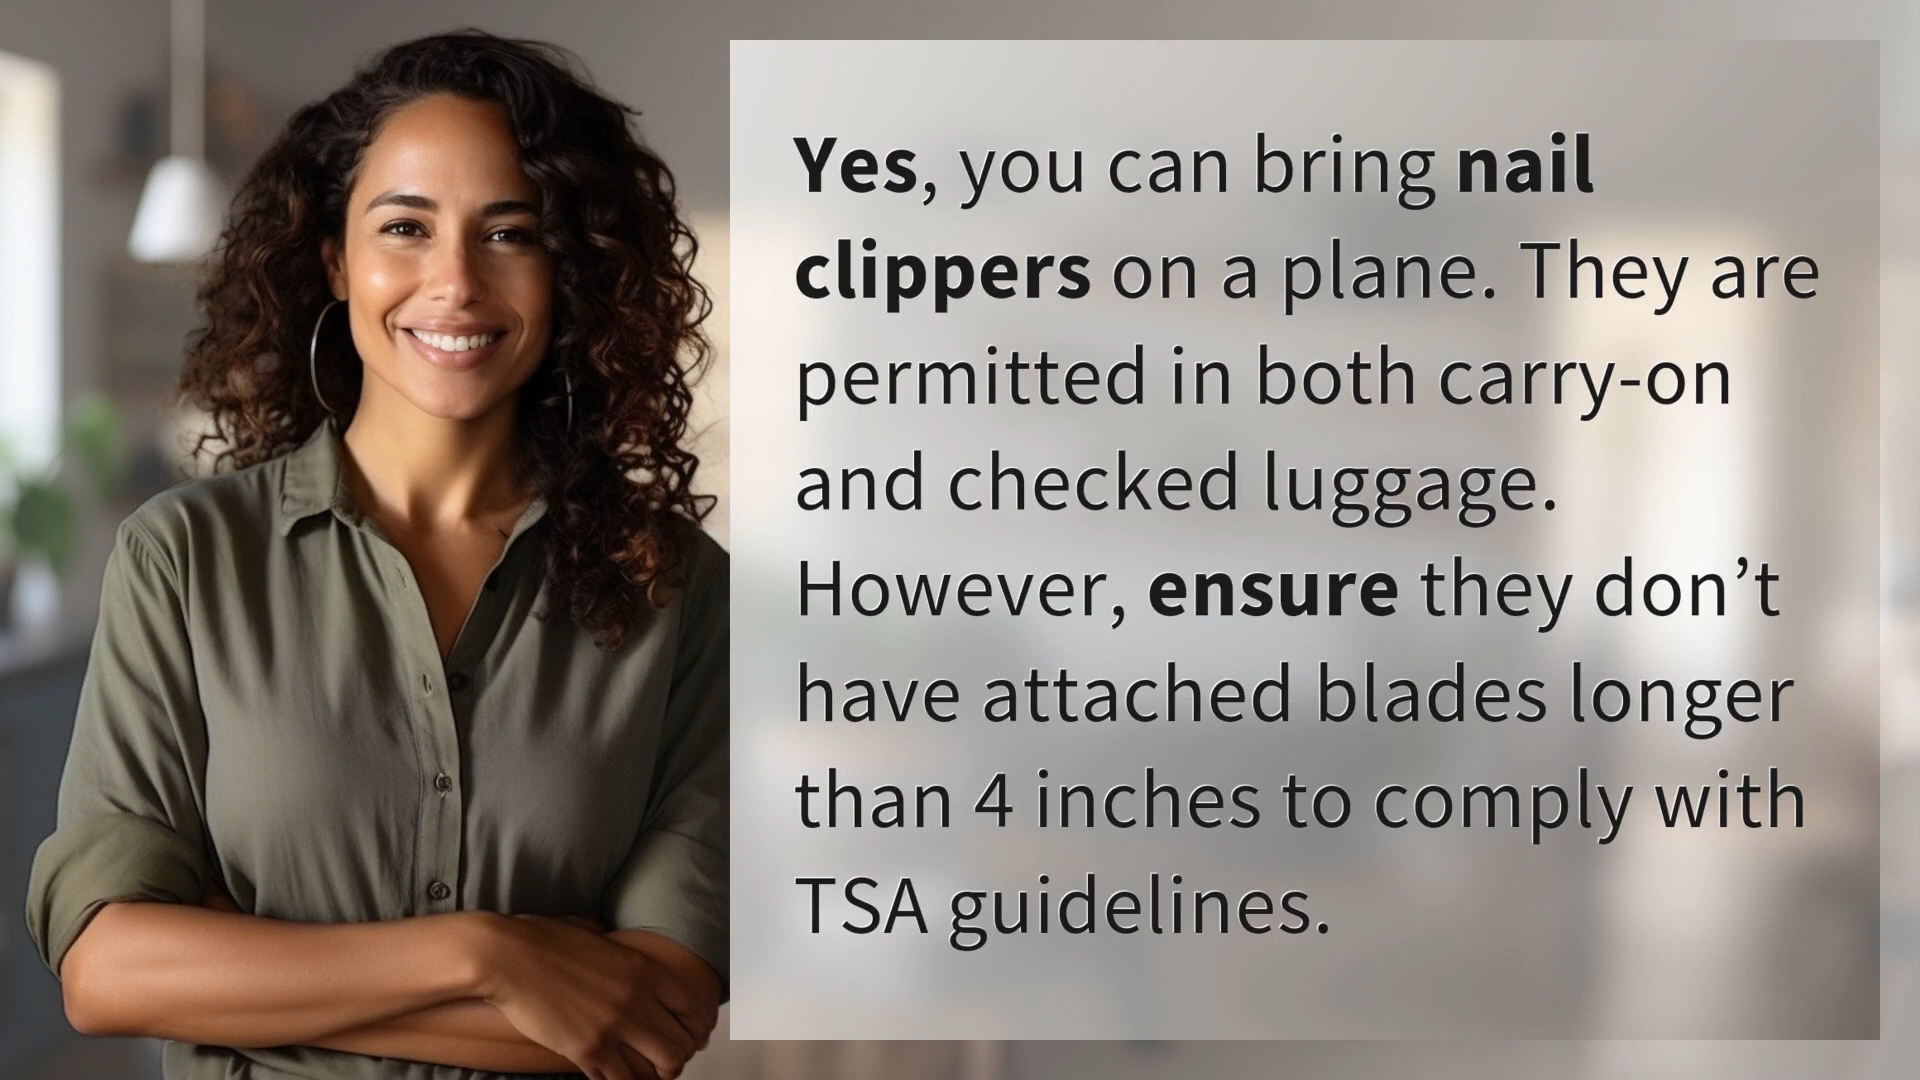 Yes, you can bring nail
clippers on a plane. They are
permitted in both carry-on
and checked luggage.
However, ensure they don’t
have attached blades longer
than 4 inches to comply with
TSA guidelines.